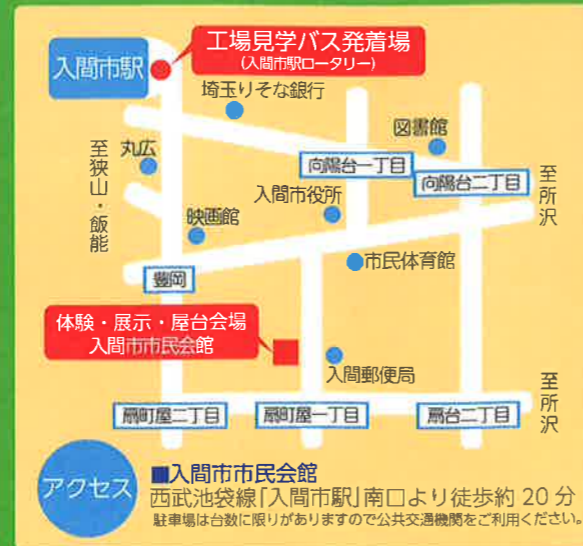 入間市駅
工場見学バス発着場
(入間市駅ロータリー)
埼玉りそな銀行
図書館
丸広
向陽台一丁目
向陽台二丁目
至狭山・飯能
至所沢
入間市役所
映画館
市民体育館
豊岡
体験・展示・屋台会場
入間市市民会館
入間郵便局
扇町屋二丁目
扇町屋一丁目
扇台二丁目
至所沢
アクセス
■入間市市民会館
西武池袋線「入間市駅」南口より徒歩約20分
駐車場は台数に限りがありますので公共交通機関をご利用ください。